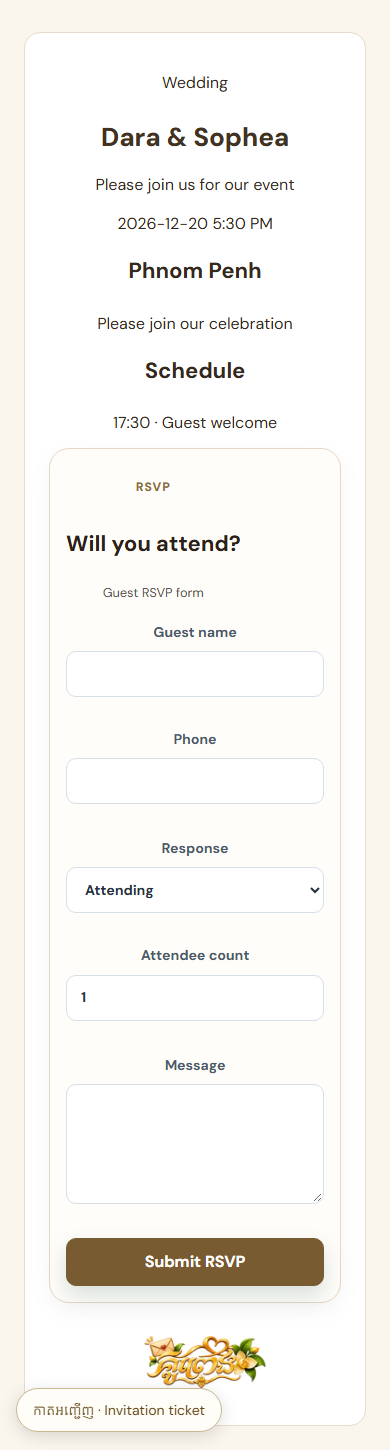 Wedding
Dara & Sophea
Please join us for our event
2026-12-20 5:30 PM
Phnom Penh
Please join our celebration
Schedule
17:30 · Guest welcome
RSVP
Will you attend?
Guest RSVP form
Guest name
Phone
Response
Attending
Attendee count
1
Message
Submit RSVP
កាតអញ្ជើញ · Invitation ticket